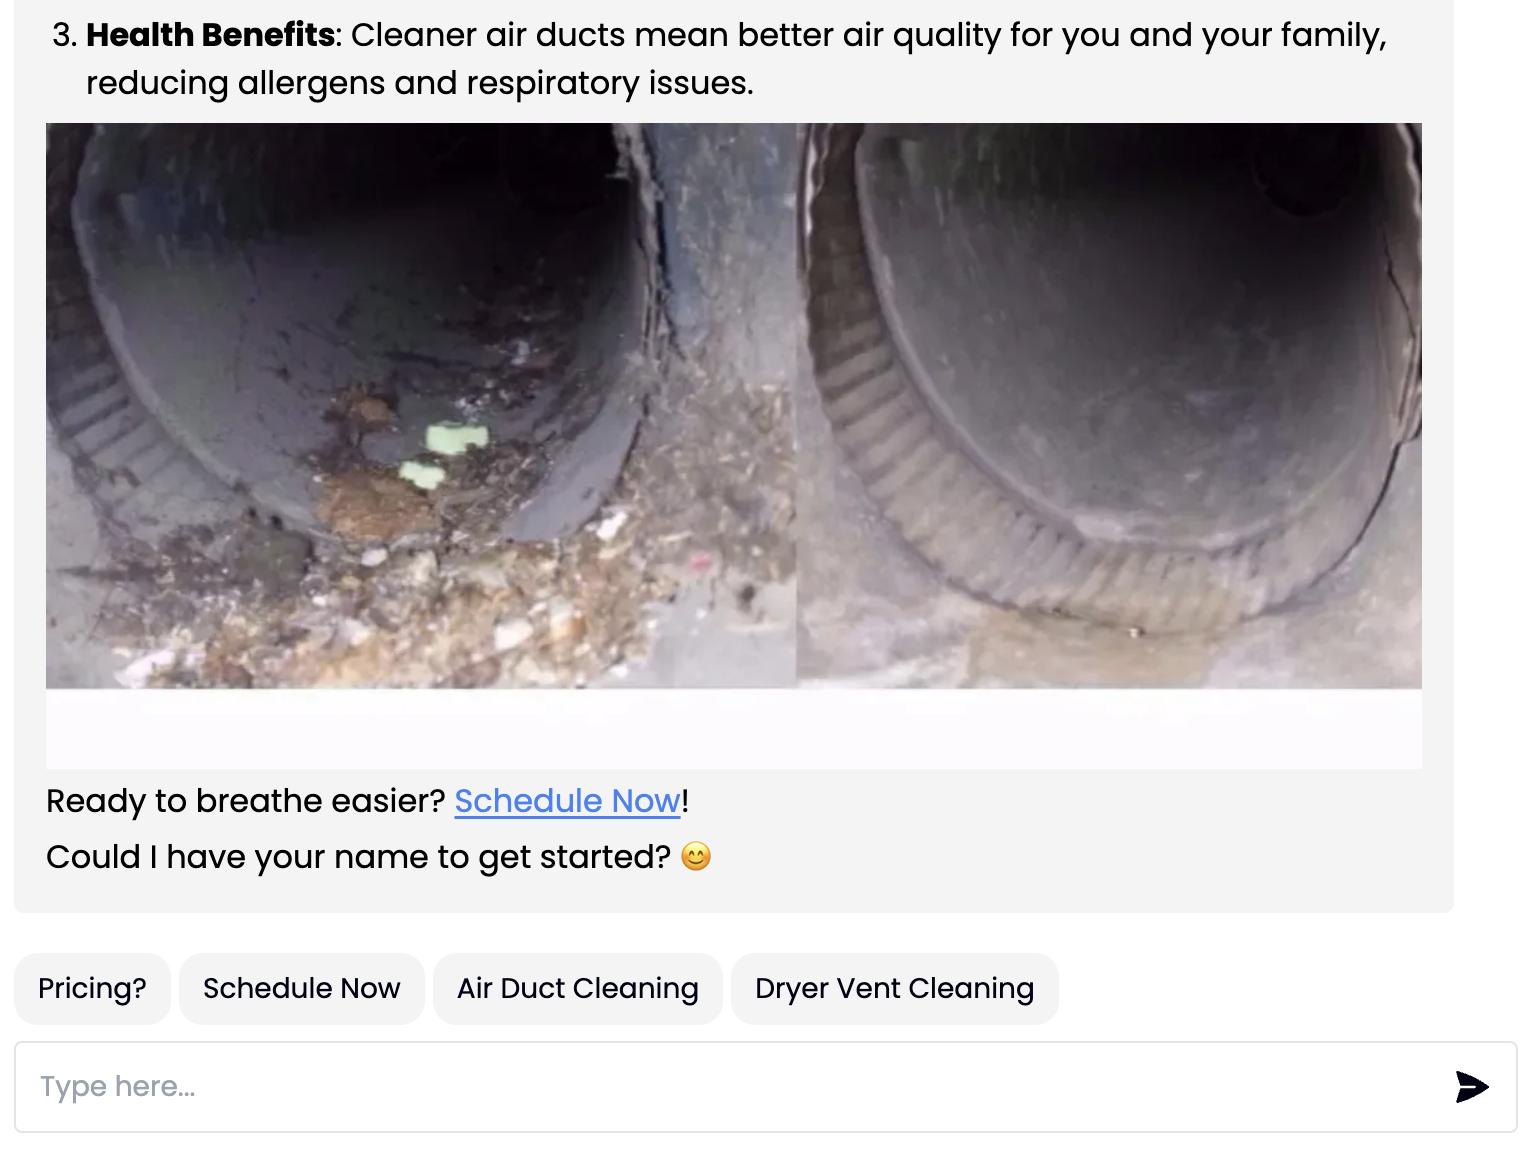 3. Health Benefits: Cleaner air ducts mean better air quality for you and your family,
reducing allergens and respiratory issues.
Ready to breathe easier? Schedule Now!
Could I have your name to get started? 😊
Pricing?
Schedule Now
Air Duct Cleaning
Dryer Vent Cleaning
Type here...